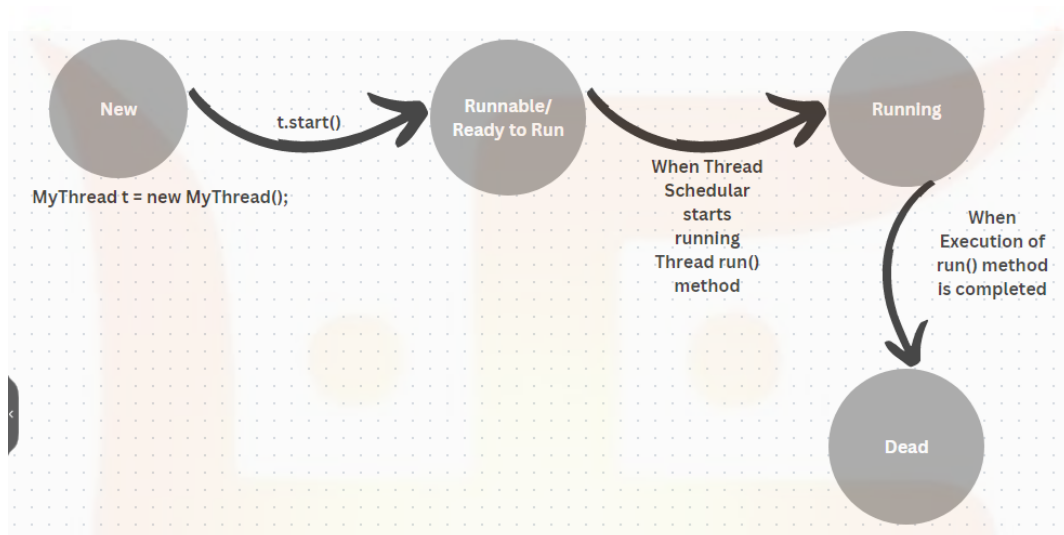 New
t.start()
Runnable/
Ready to Run
Running
MyThread t = new MyThread();
When Thread
Schedular
starts
running
Thread run()
method
When
Execution of
run() method
is completed
Dead